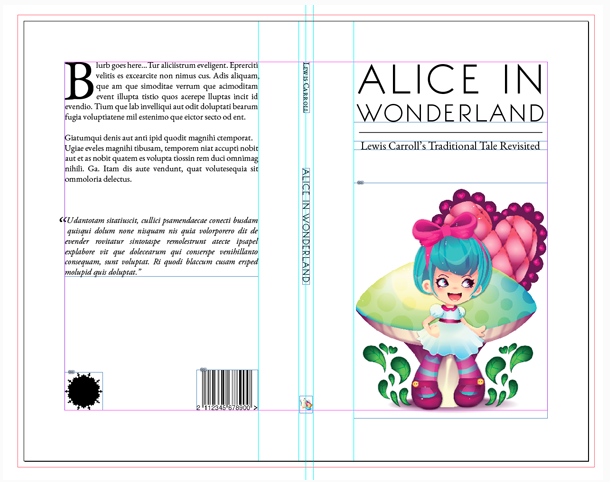 Blurb goes here...Tur aliciistrum eveligent. Eprerciti
velitis es excearcite non nimus cus. Adis aliquam,
que am que simoditae verrum que acimoditam
event illupta tistio quos acerepe lluptas incit id
evendio. Tium que lab invelliqui aut odit doluptati bearum
fugia voluptative mil estenimo que eictor secto od ent.
Giatumqui denis aut anti ipid quodit magnihi ctemporat.
Ugiae eveles magnihi tibusam, temporem niat accupti nobit
aut et as nobit quatem es volupta tiossin rem duci omnimag
nihili. Ga. Itam dis aute vendunt, quat volutesequia sit
ommoloria delectus.
“Udantotam sitatiuscit, cullici psamendaecae conecti busdam
quisqui dolum none nisquam nis quia volorporero dit de
evender rovitatur sintotaspe remolestrunt atecte ipsapel
explabore vit que dolecearum qui conserpe venihillanto
consequam, sunt voluptat. Ri quodi blaccum cusam ersped
molupid quis doluptat.”
2 112345 678900 >
Lewis Carroll
ALICE IN WONDERLAND
ALICE IN
WONDERLAND
Lewis Carroll’s Traditional Tale Revisited